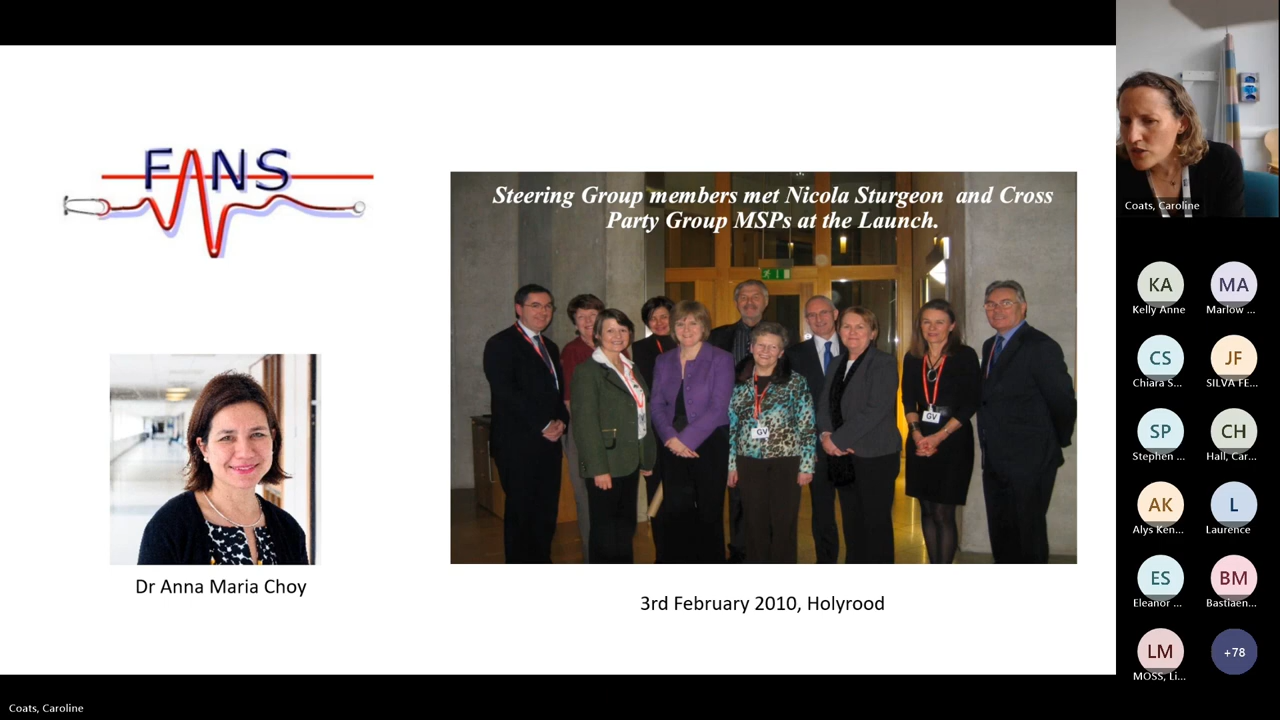 FANS
Steering Group members met Nicola Sturgeon and Cross
Party Group MSPs at the Launch.
GV
GV
Dr Anna Maria Choy
3rd February 2010, Holyrood
Coats, Caroline
KA
Kelly Anne
MA
Marlow ...
CS
Chiara S...
JF
SILVA FE...
SP
Stephen ...
CH
Hall, Car...
AK
Alys Ken...
L
Laurence
ES
Eleanor ...
BM
Bastiaen...
LM
MOSS, Li...
+78
Coats, Caroline